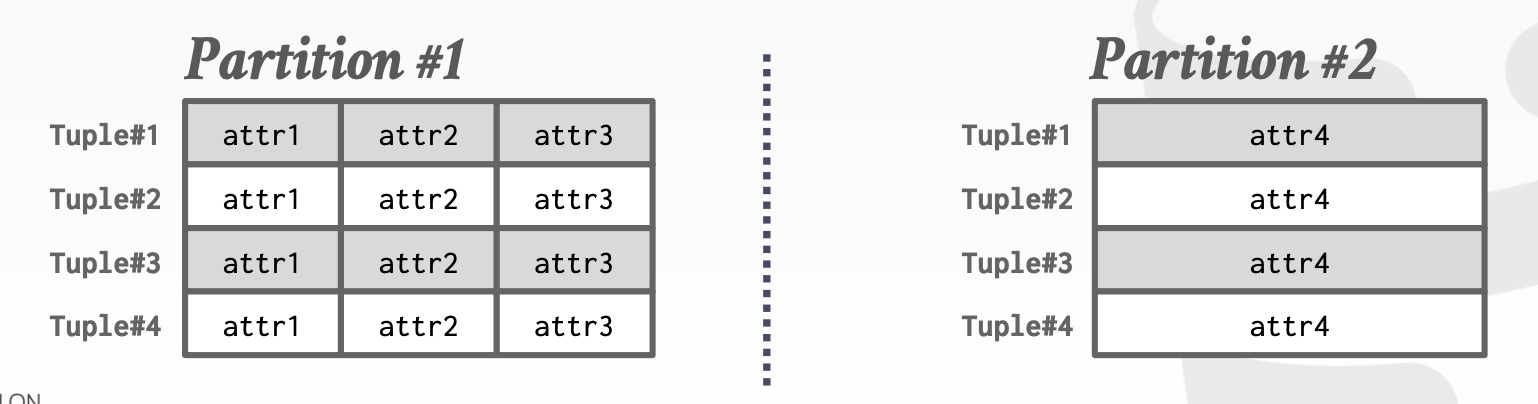 Partition #1
Tuple#1 attr1 attr2 attr3
Tuple#2 attr1 attr2 attr3
Tuple#3 attr1 attr2 attr3
Tuple#4 attr1 attr2 attr3
Partition #2
Tuple#1 attr4
Tuple#2 attr4
Tuple#3 attr4
Tuple#4 attr4